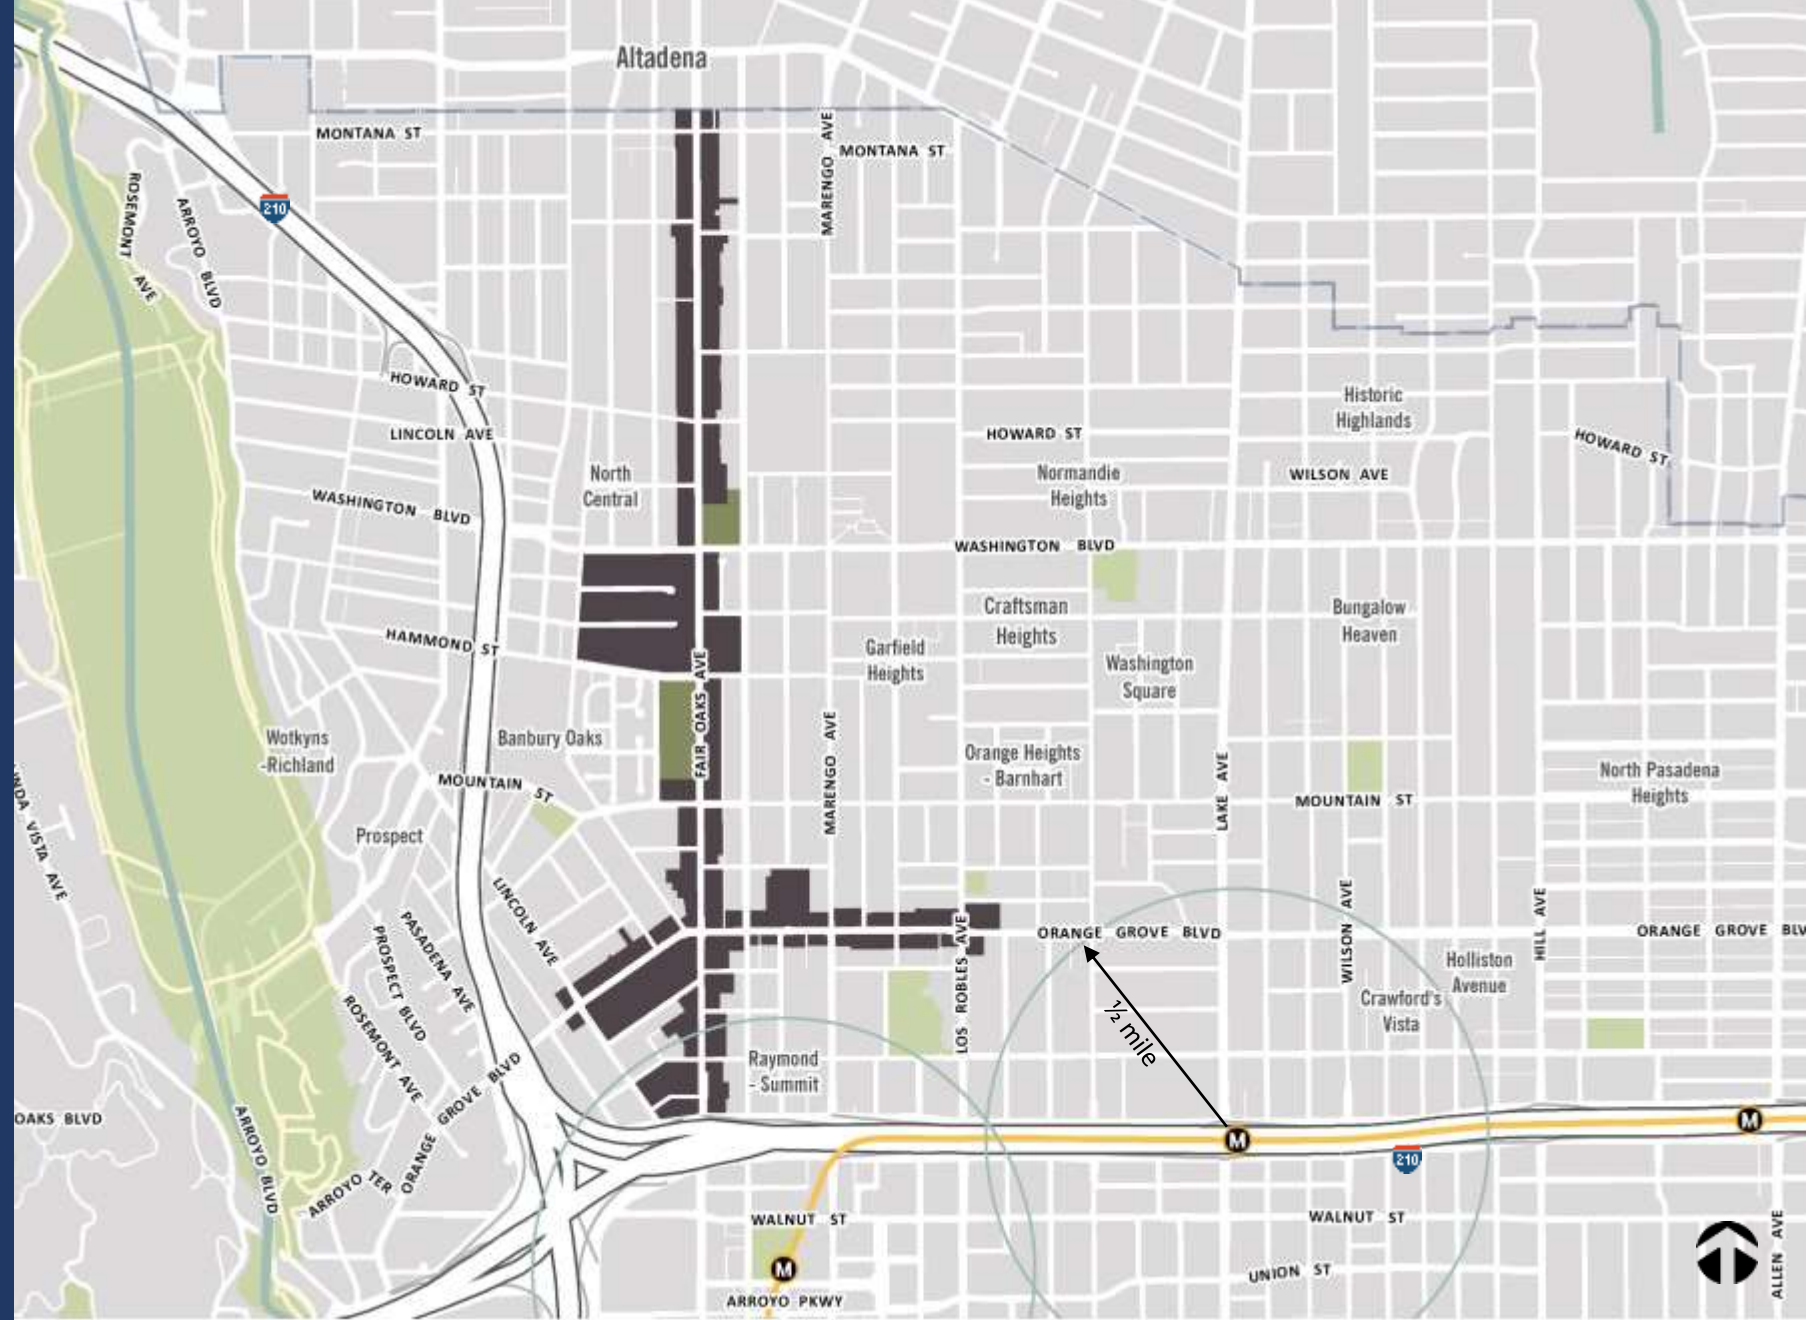 Altadena
MONTANA ST
MARENGO AVE
MONTANA ST
ROSEMONT AVE
ARROYO BLVD
210
HOWARD ST
LINCOLN AVE
WASHINGTON BLVD
North
Central
HOWARD ST
Normandie
Heights
Historic
Highlands
WILSON AVE
HOWARD ST
WASHINGTON BLVD
HAMMOND ST
FAIR OAKS AVE
Garfield
Heights
Craftsman
Heights
Washington
Square
Bungalow
Heaven
Wotkyns
-Richland
Banbury Oaks
MOUNTAIN ST
MARENGO AVE
Orange Heights
- Barnhart
LAKE AVE
MOUNTAIN ST
North Pasadena
Heights
VISTA AVE
Prospect
LINCOLN AVE
PASADENA AVE
PROSPECT BLVD
ROSEMONT AVE
LOS ROBLES AVE
ORANGE GROVE BLVD
WILSON AVE
HILL AVE
ORANGE GROVE BLV
Holliston
Avenue
Crawford's
Vista
½ mile
Raymond
- Summit
OAKS BLVD
ARROYO BLVD
ARROYO TER
ORANGE GROVE BLVD
M
M
210
WALNUT ST
WALNUT ST
M
UNION ST
ALLEN AVE
ARROYO PKWY